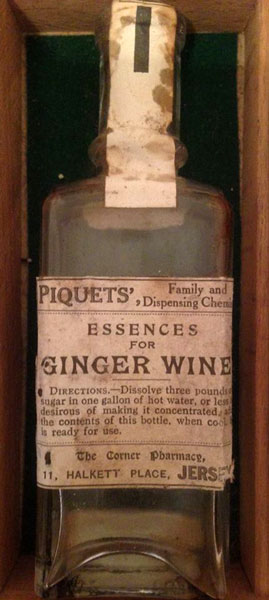 PIQUETS', Family and
Dispensing Chemi
ESSENCES
FOR
GINGER WINE
DIRECTIONS.—Dissolve three pounds
sugar in one gallon of hot water, or less
desirous of making it concentrated,
the contents of this bottle, when
is ready for use.
The Corner Pharmacy,
11, HALKETT PLACE, JERSEY